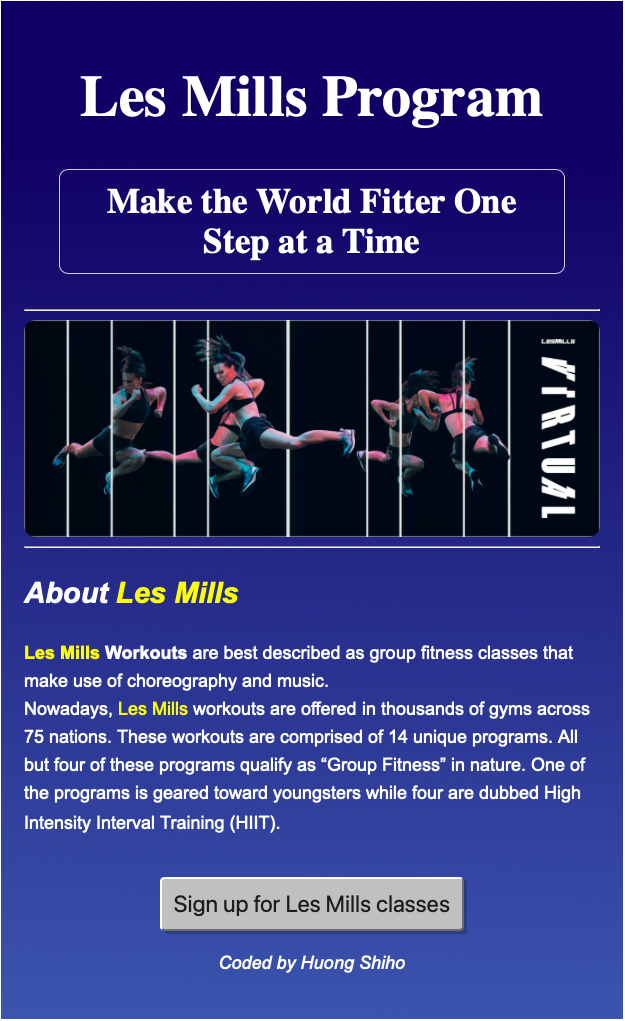 Les Mills Program
Make the World Fitter One
Step at a Time
LesMills
VIRTUAL
About Les Mills
Les Mills Workouts are best described as group fitness classes that
make use of choreography and music.
Nowadays, Les Mills workouts are offered in thousands of gyms across
75 nations. These workouts are comprised of 14 unique programs. All
but four of these programs qualify as “Group Fitness” in nature. One of
the programs is geared toward youngsters while four are dubbed High
Intensity Interval Training (HIIT).
Sign up for Les Mills classes
Coded by Huong Shiho